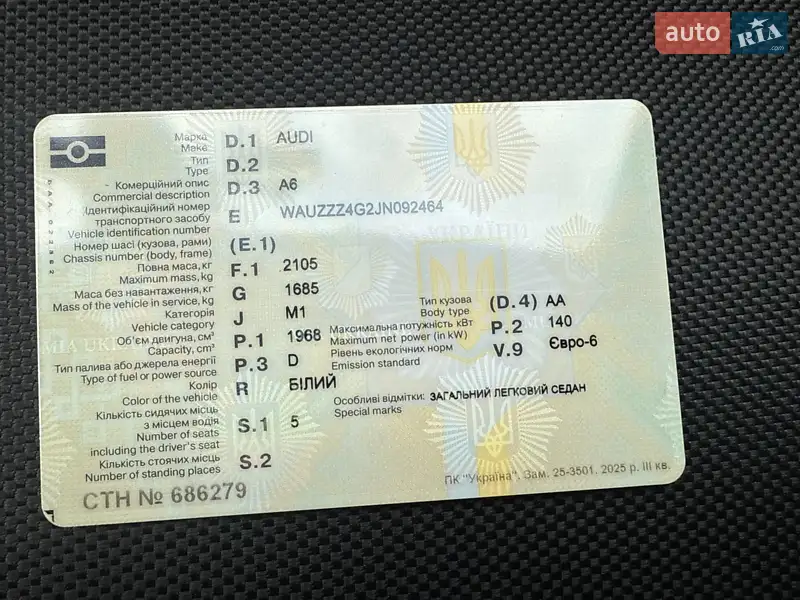 auto RIA .com
Марка D.1 AUDI
Make
Тип D.2
Type
Комерційний опис D.3 A6
Commercial description
Ідентифікаційний номер
транспортного засобу E WAUZZZ4G2JN092464
Vehicle identification number
Номер шасі (кузова, рами) (E.1)
Chassis number (body, frame)
Повна маса, кг F.1 2105
Maximum mass, kg
Маса без навантаження, кг G 1685
Mass of the vehicle in service, kg
Категорія J M1 Тип кузова (D.4) AA
Vehicle category Body type
Об'єм двигуна, см³ P.1 1968 Максимальна потужність кВт P.2 140
Capacity, cm³ Maximum net power (in kW)
Тип палива або джерела енергії P.3 D Рівень екологічних норм V.9 Євро-6
Type of fuel or power source Emission standard
Колір R БІЛИЙ
Color of the vehicle
Особливі відмітки: ЗАГАЛЬНИЙ ЛЕГКОВИЙ СЕДАН
Special marks
Кількість сидячих місць
з місцем водія S.1 5
Number of seats
including the driver's seat
Кількість стоячих місць S.2
Number of standing places
СТН № 686279
ПК "Україна". Зам. 25-3501. 2025 р. III кв.